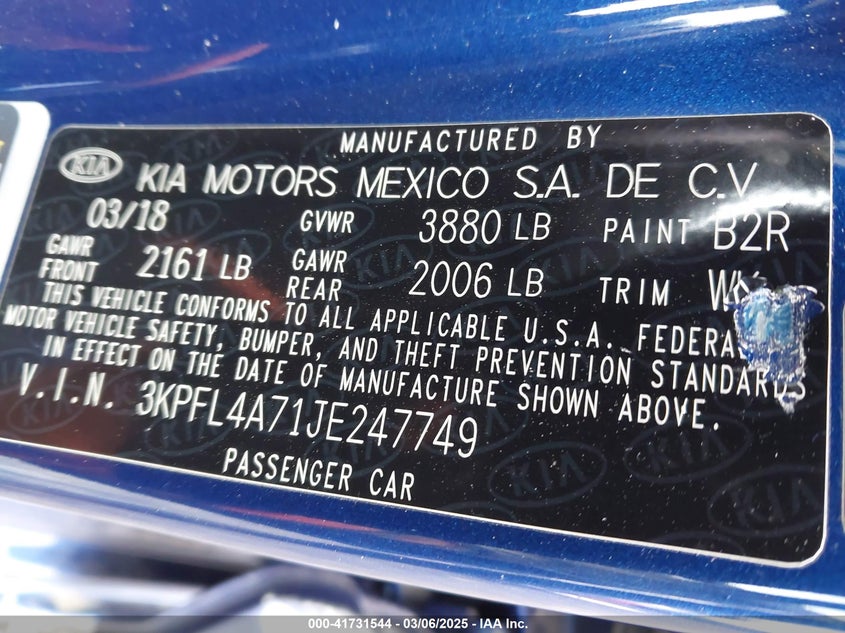 MANUFACTURED BY
KIA KIA MOTORS MEXICO S.A. DE C.V
03/18 GVWR 3880 LB PAINT B2R
GAWR FRONT 2161 LB GAWR REAR 2006 LB TRIM
THIS VEHICLE CONFORMS TO ALL APPLICABLE U.S.A.
MOTOR VEHICLE SAFETY, BUMPER, AND THEFT PREVENTION STANDARDS
IN EFFECT ON THE DATE OF MANUFACTURE SHOWN ABOVE.
V.I.N. 3KPFL4A71JE247749
PASSENGER CAR
000-41731544 — 03/06/2025 — IAA Inc.